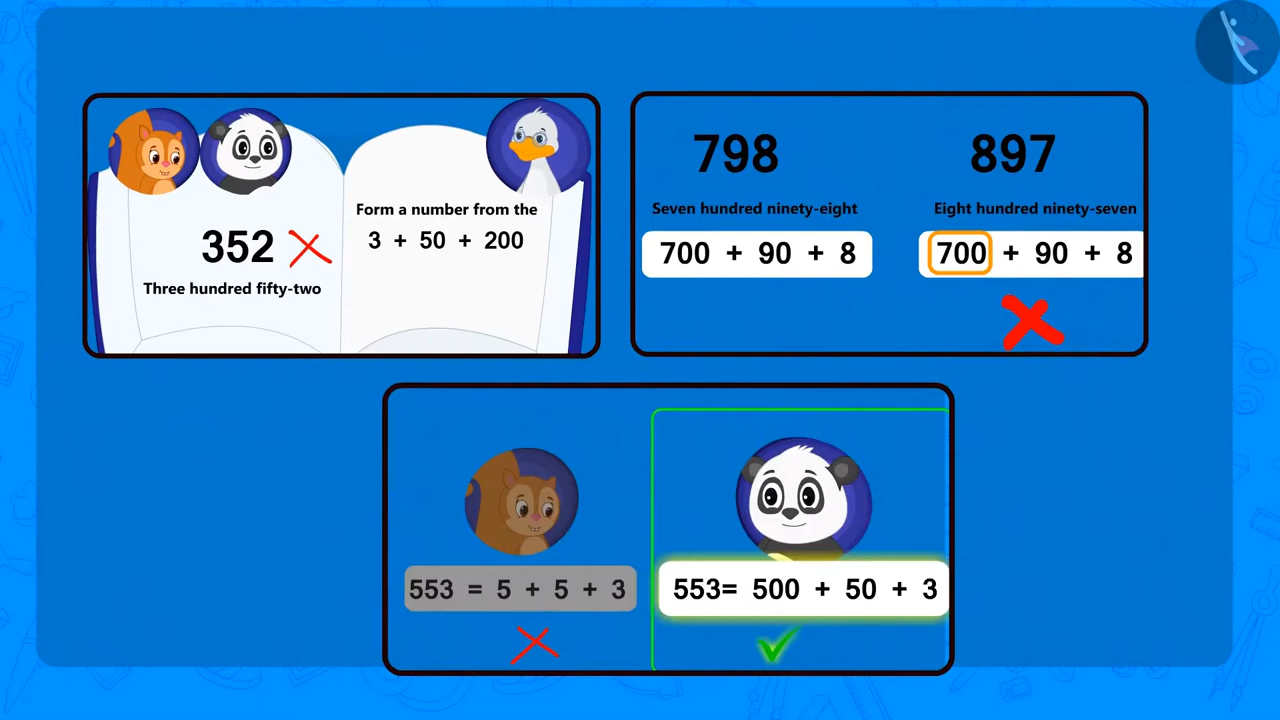 352
Three hundred fifty-two
Form a number from the
3 + 50 + 200
798
Seven hundred ninety-eight
700 + 90 + 8
897
Eight hundred ninety-seven
700 + 90 + 8
553 = 5 + 5 + 3
553= 500 + 50 + 3